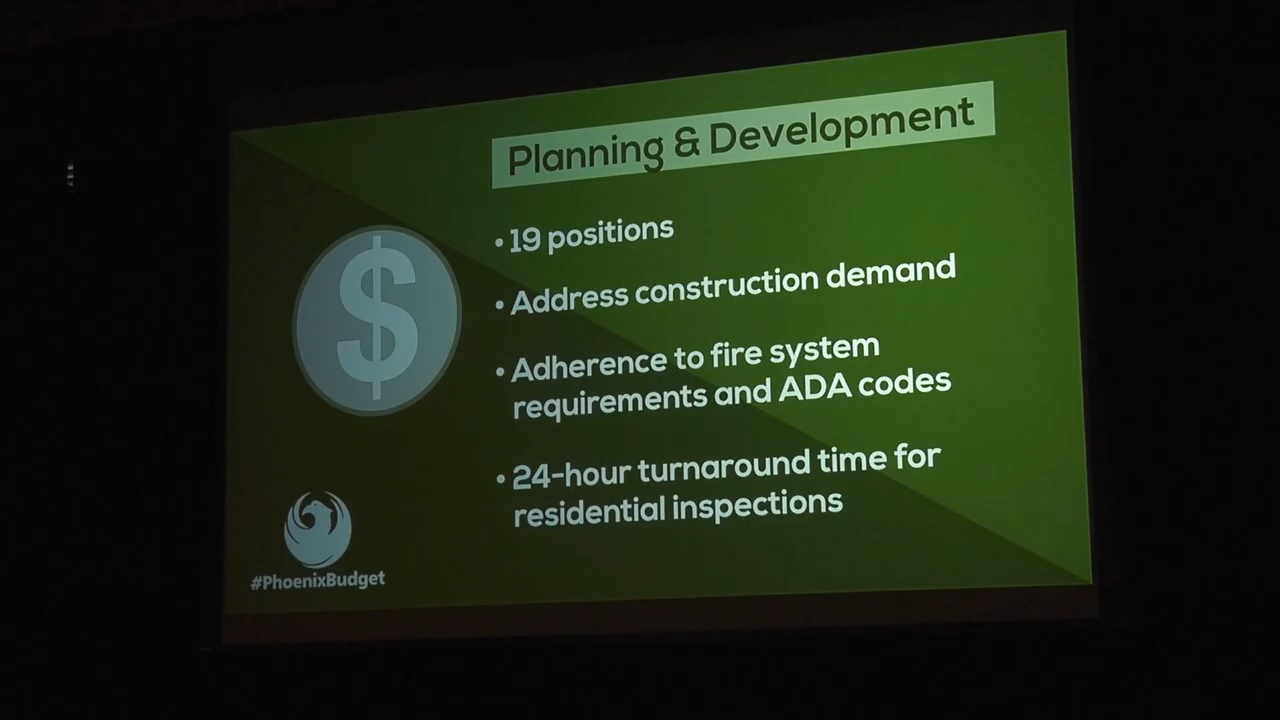 Planning & Development
• 19 positions
• Address construction demand
• Adherence to fire system
requirements and ADA codes
• 24-hour turnaround time for
residential inspections
$
#PhoenixBudget